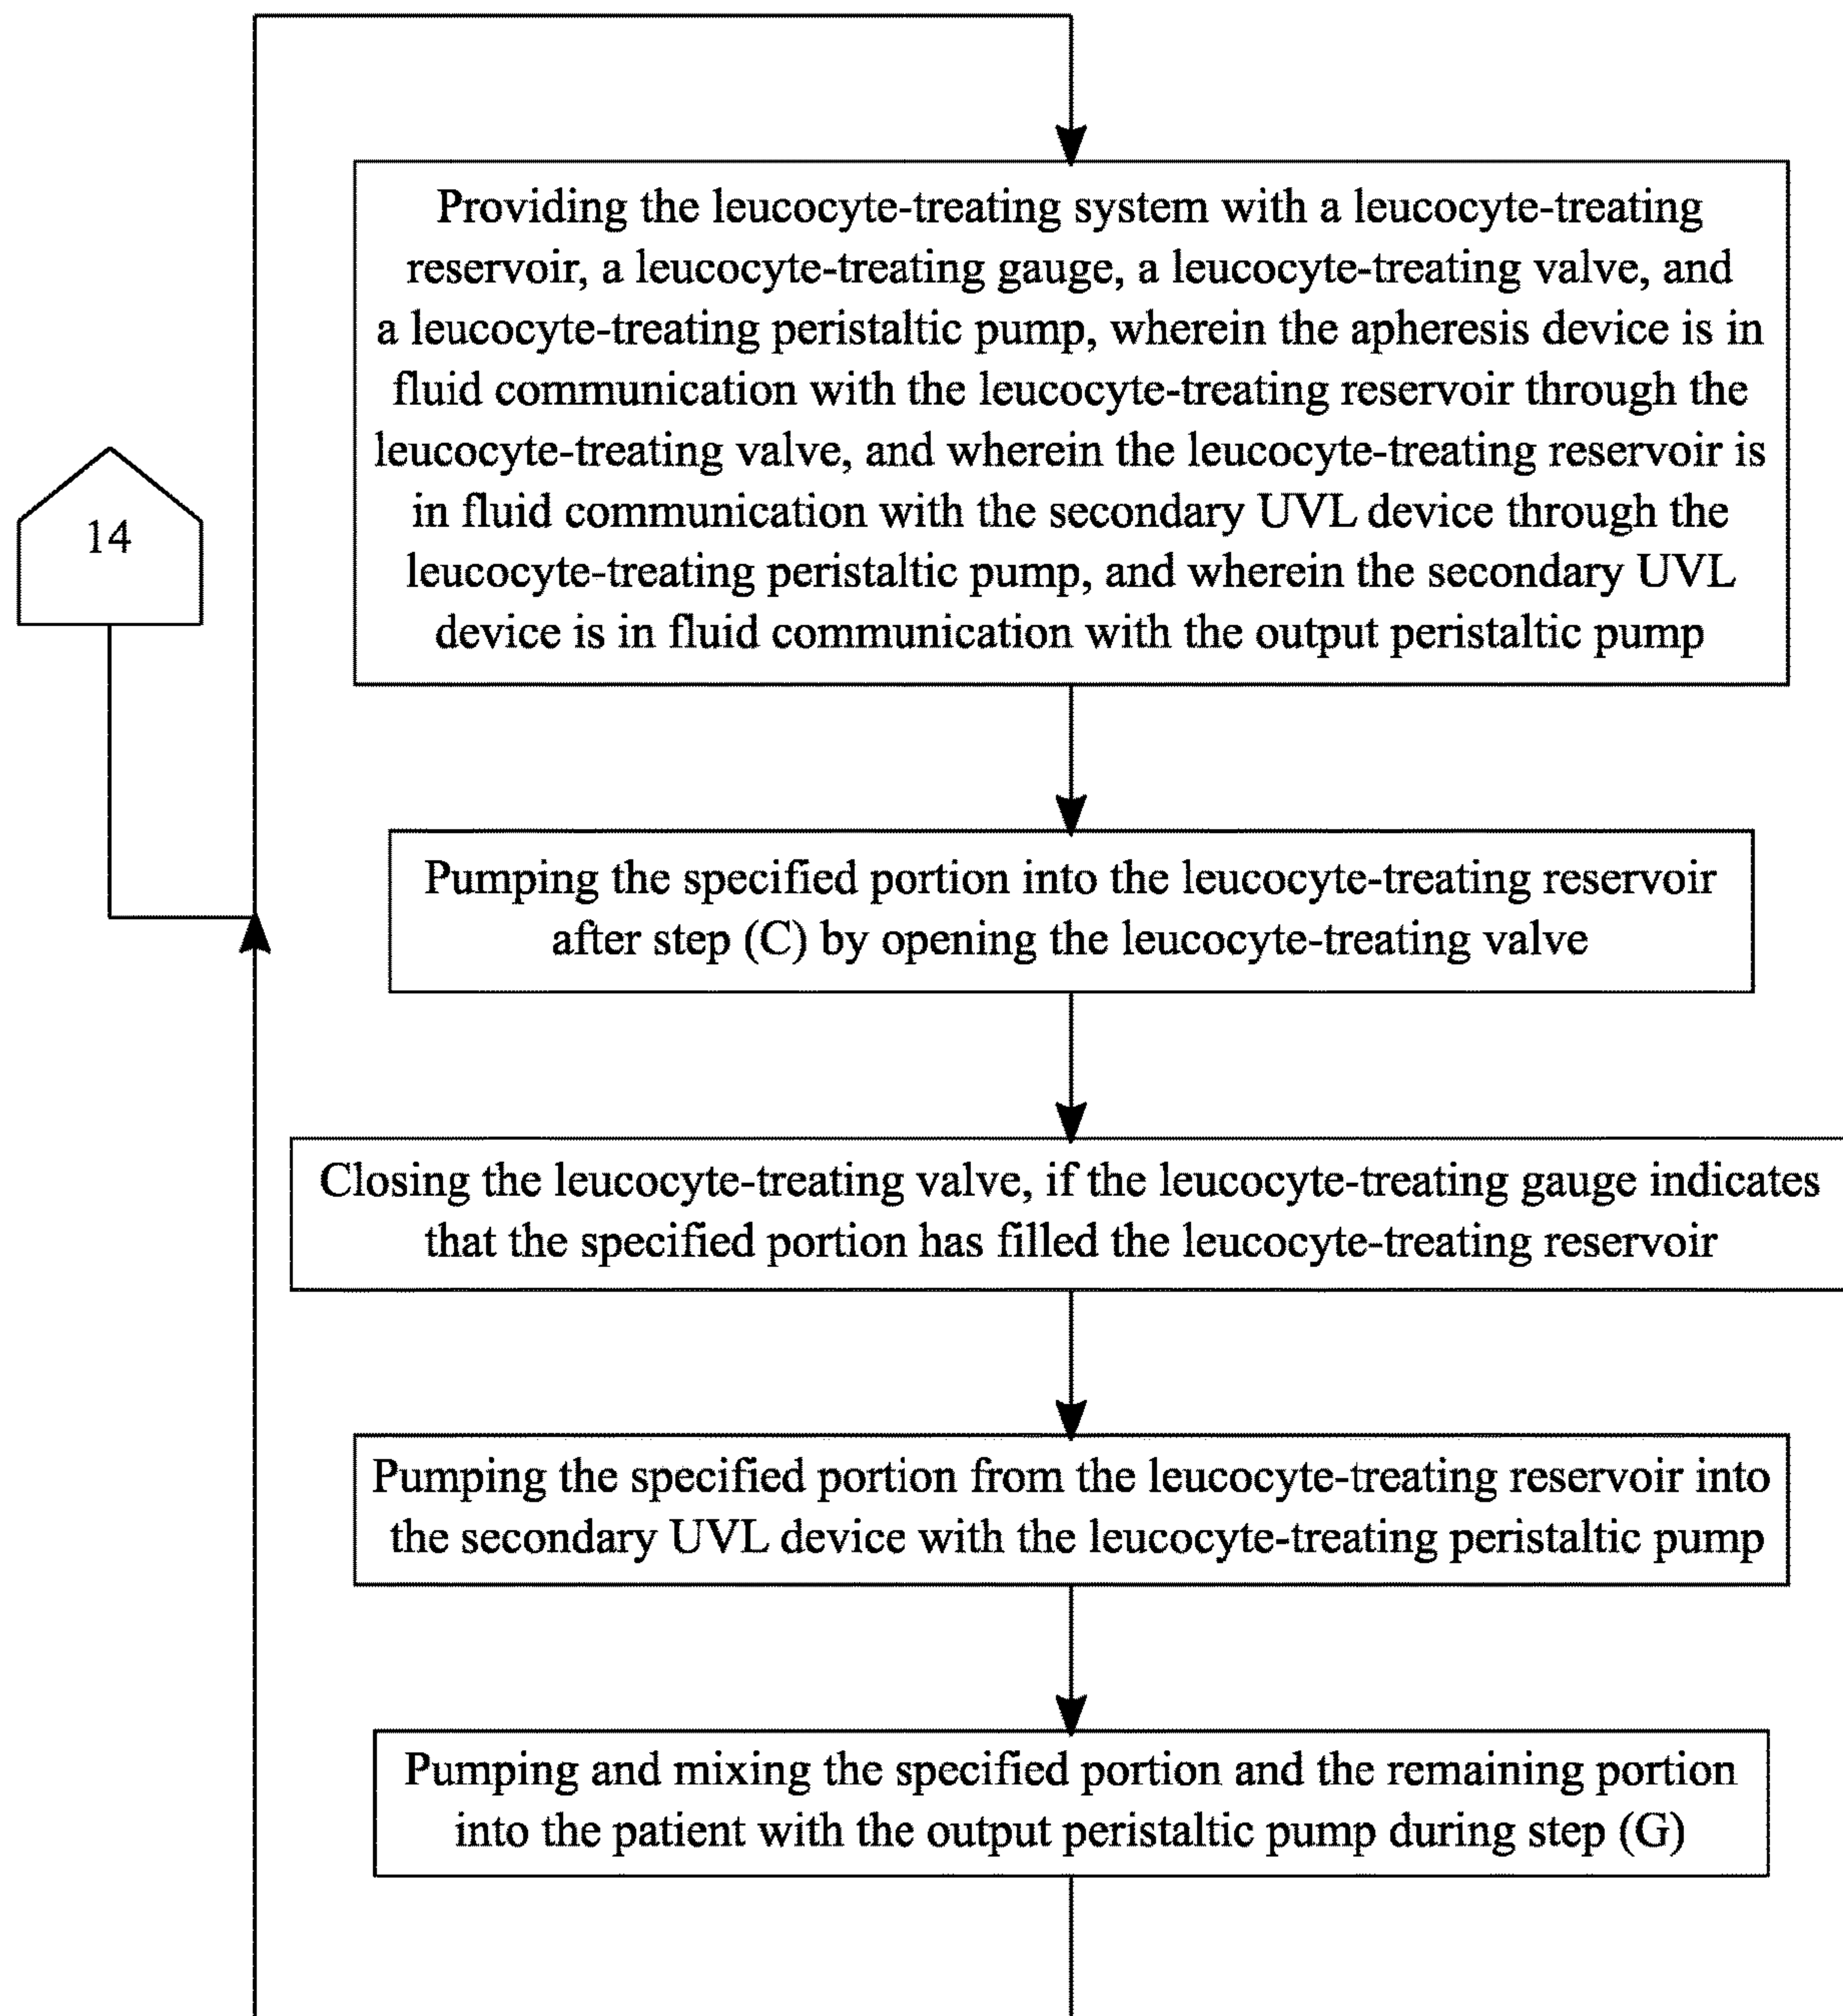 Providing the leucocyte-treating system with a leucocyte-treating
reservoir, a leucocyte-treating gauge, a leucocyte-treating valve, and
a leucocyte-treating peristaltic pump, wherein the apheresis device is in
fluid communication with the leucocyte-treating reservoir through the
leucocyte-treating valve, and wherein the leucocyte-treating reservoir is
in fluid communication with the secondary UVL device through the
leucocyte-treating peristaltic pump, and wherein the secondary UVL
device is in fluid communication with the output peristaltic pump
14
Pumping the specified portion into the leucocyte-treating reservoir
after step (C) by opening the leucocyte-treating valve
Closing the leucocyte-treating valve, if the leucocyte-treating gauge indicates
that the specified portion has filled the leucocyte-treating reservoir
Pumping the specified portion from the leucocyte-treating reservoir into
the secondary UVL device with the leucocyte-treating peristaltic pump
Pumping and mixing the specified portion and the remaining portion
into the patient with the output peristaltic pump during step (G)